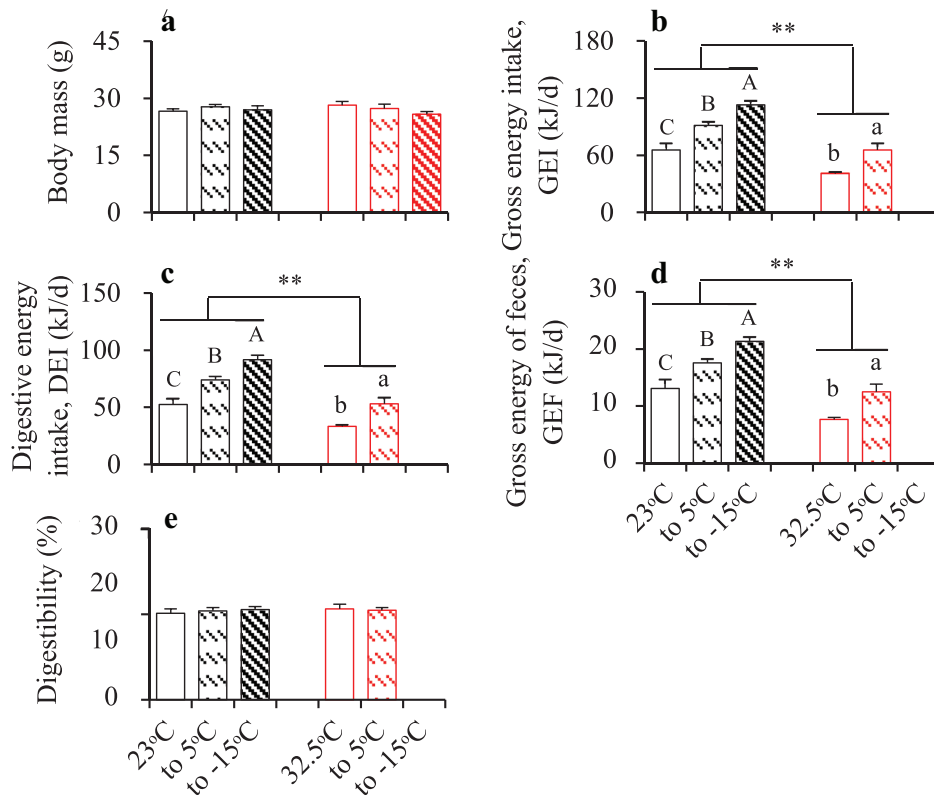 a
45
30
15
0
Body mass (g)
b
180
120
60
0
Gross energy intake,
GEI (kJ/d)
**
C
B
A
b
a
c
150
100
50
0
Digestive energy
intake, DEI (kJ/d)
**
C
B
A
b
a
d
30
20
10
0
Gross energy of feces,
GEF (kJ/d)
**
C
B
A
b
a
23°C
to 5°C
to -15°C
32.5°C
to 5°C
to -15°C
e
30
20
10
0
Digestibility (%)
23°C
to 5°C
to -15°C
32.5°C
to 5°C
to -15°C